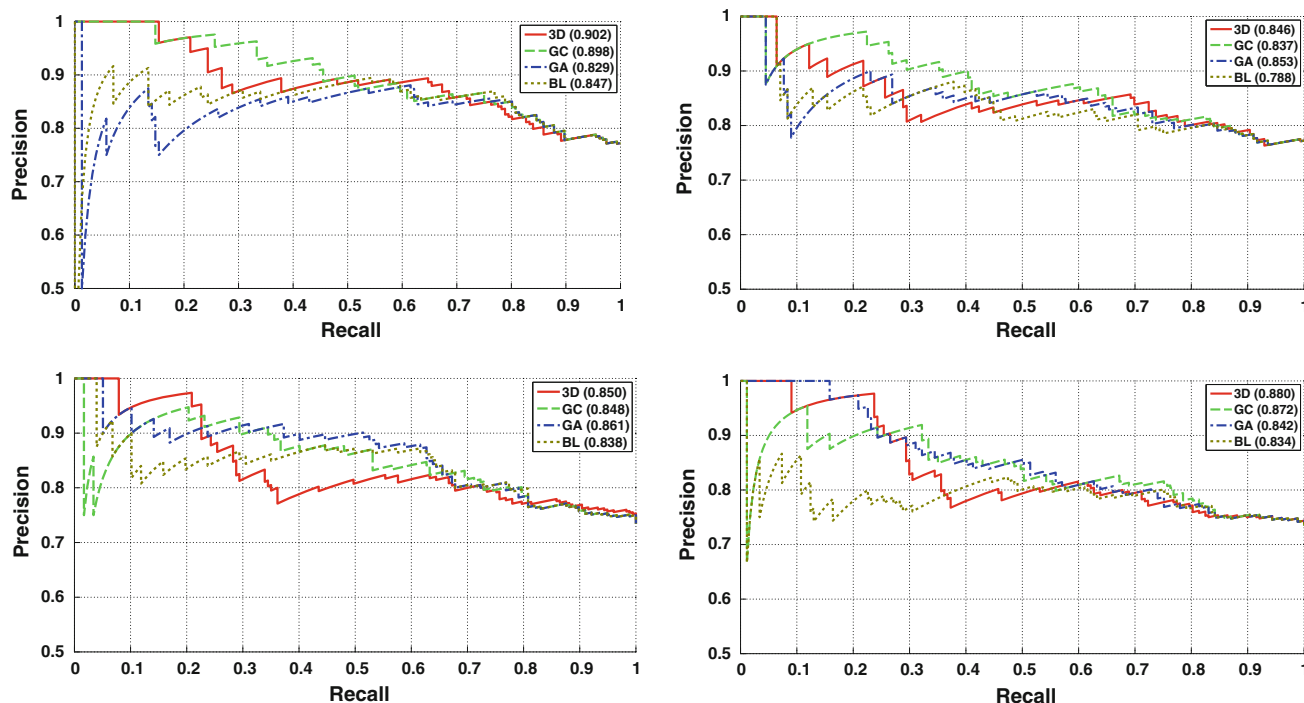 1
0.9
0.8
0.7
0.6
0.5
Precision
0 0.1 0.2 0.3 0.4 0.5 0.6 0.7 0.8 0.9 1
Recall
3D (0.902)
GC (0.898)
GA (0.829)
BL (0.847)
1
0.9
0.8
0.7
0.6
0.5
Precision
0 0.1 0.2 0.3 0.4 0.5 0.6 0.7 0.8 0.9 1
Recall
3D (0.846)
GC (0.837)
GA (0.853)
BL (0.788)
1
0.9
0.8
0.7
0.6
0.5
Precision
0 0.1 0.2 0.3 0.4 0.5 0.6 0.7 0.8 0.9 1
Recall
3D (0.850)
GC (0.848)
GA (0.861)
BL (0.838)
1
0.9
0.8
0.7
0.6
0.5
Precision
0 0.1 0.2 0.3 0.4 0.5 0.6 0.7 0.8 0.9 1
Recall
3D (0.880)
GC (0.872)
GA (0.842)
BL (0.834)